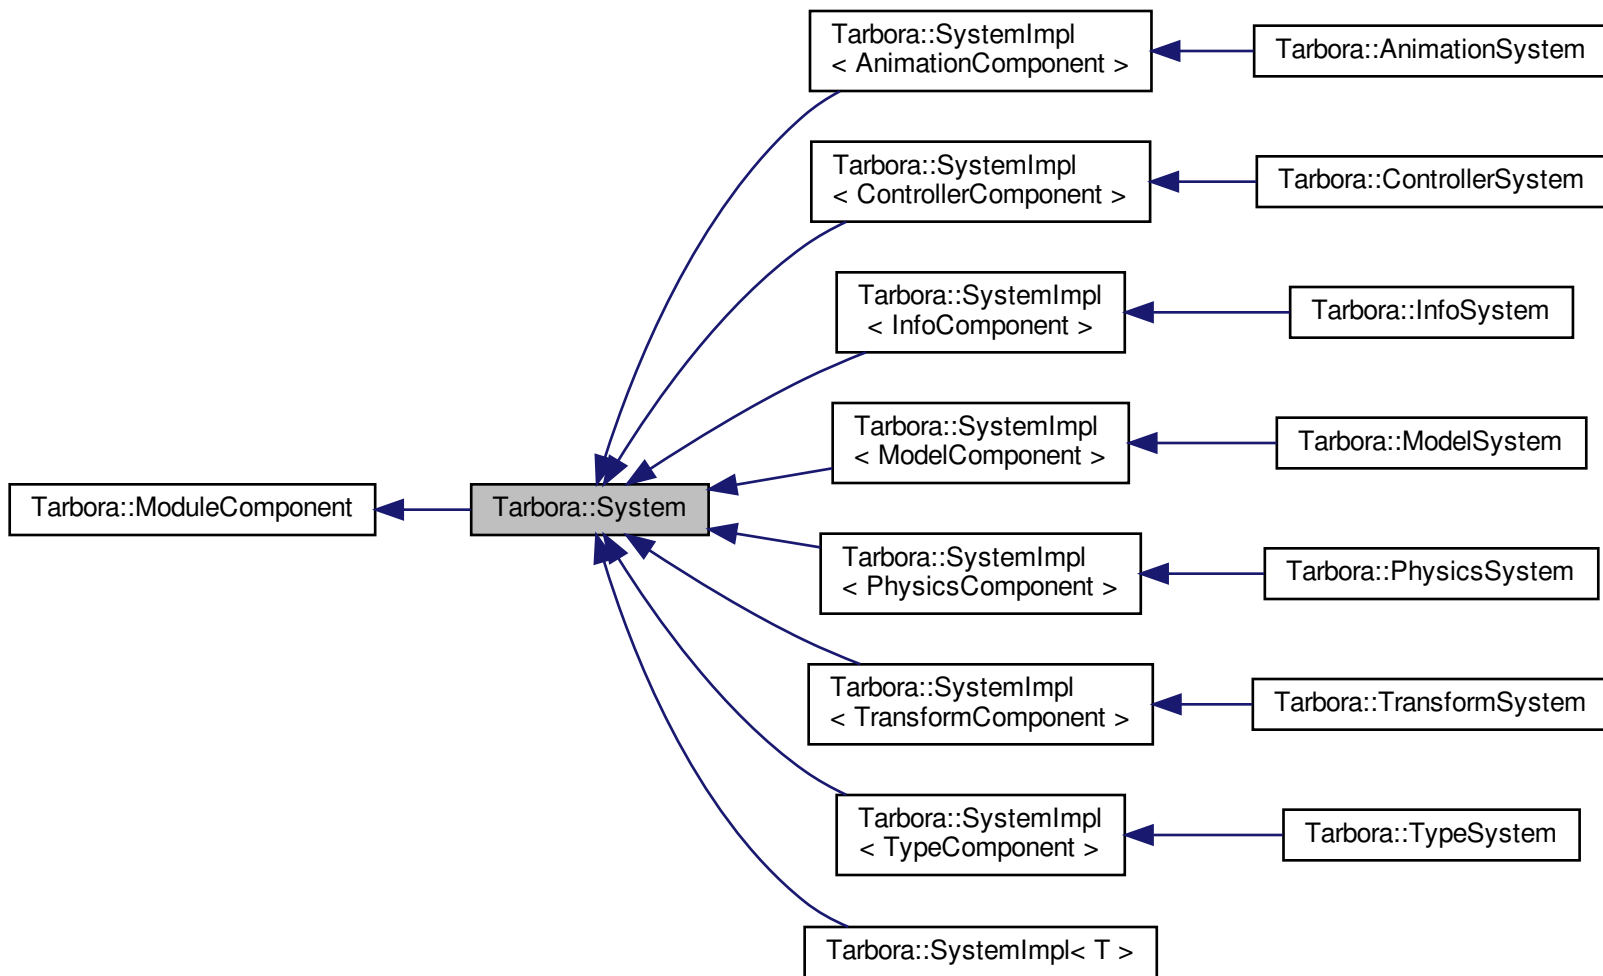 Tarbora::SystemImpl
< AnimationComponent >
Tarbora::AnimationSystem
Tarbora::SystemImpl
< ControllerComponent >
Tarbora::ControllerSystem
Tarbora::SystemImpl
< InfoComponent >
Tarbora::InfoSystem
Tarbora::SystemImpl
< ModelComponent >
Tarbora::ModelSystem
Tarbora::ModuleComponent
Tarbora::System
Tarbora::SystemImpl
< PhysicsComponent >
Tarbora::PhysicsSystem
Tarbora::SystemImpl
< TransformComponent >
Tarbora::TransformSystem
Tarbora::SystemImpl
< TypeComponent >
Tarbora::TypeSystem
Tarbora::SystemImpl< T >